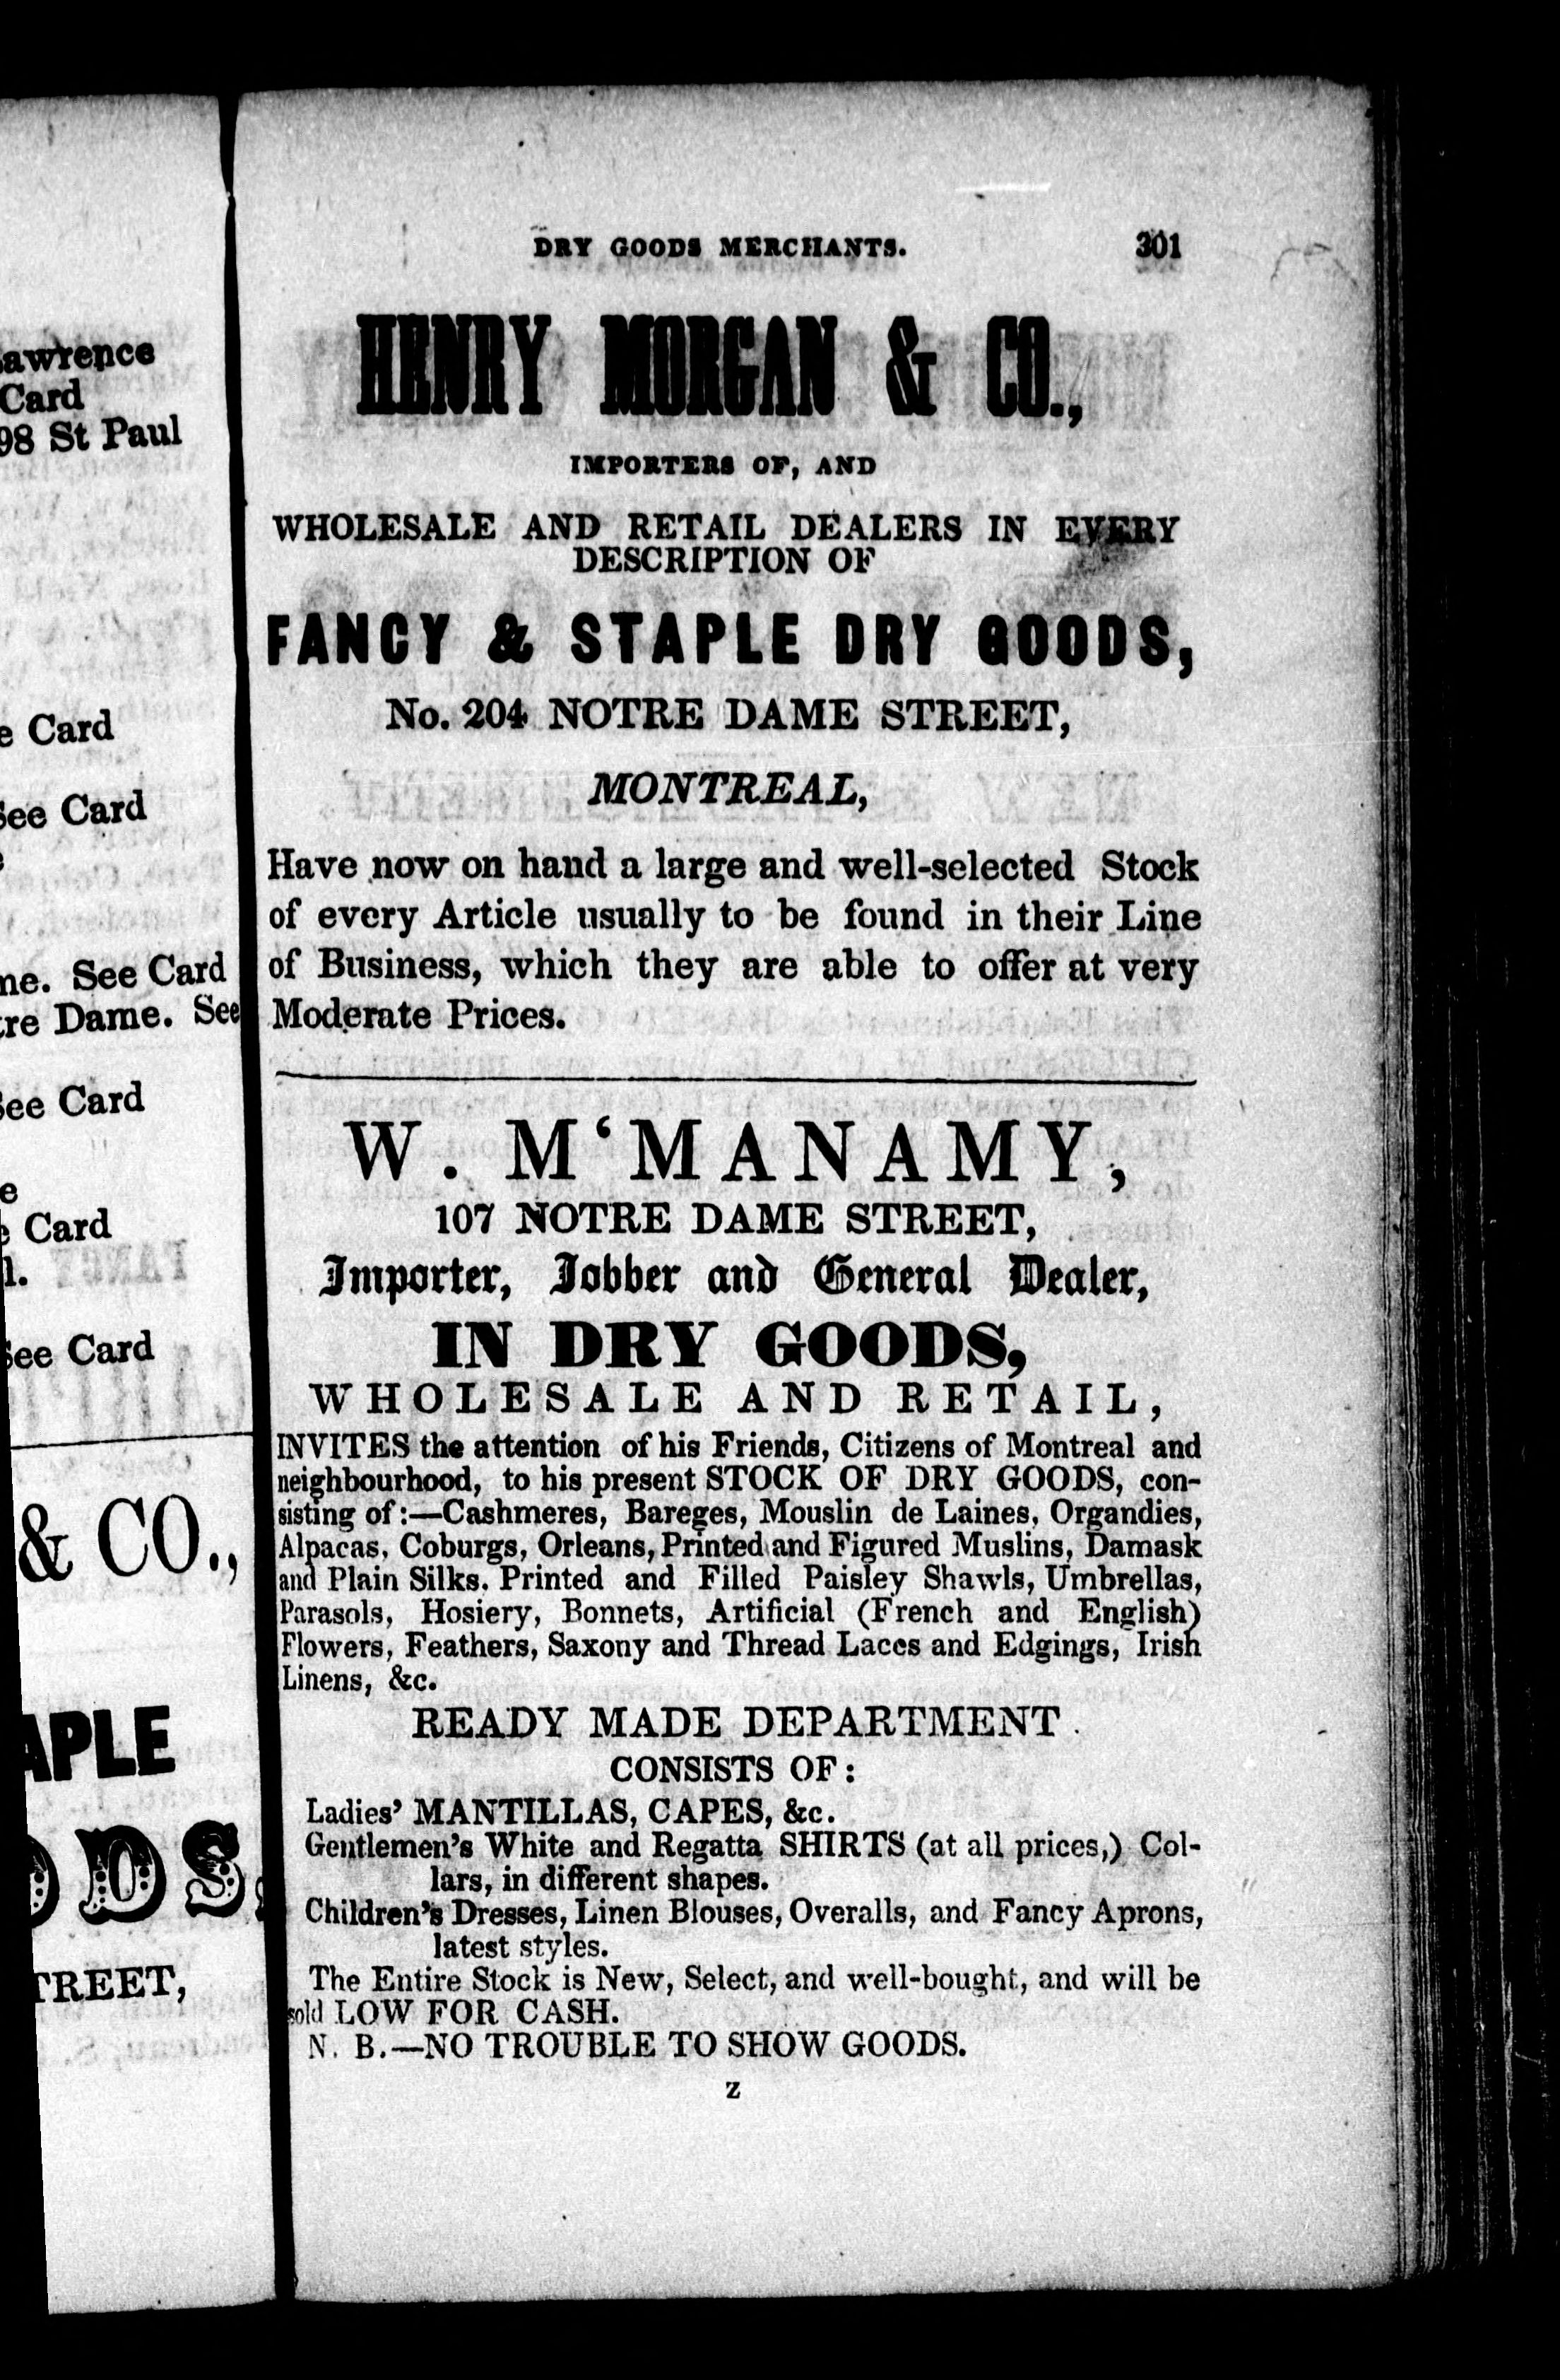 awrence
Card
98 St Paul
e Card
See Card
ne. See Card
tre Dame. See
See Card
e
e Card
l.
See Card
& CO.,
APLE
ODS,
TREET,
DRY GOODS MERCHANTS. 301
HENRY MORGAN & CO.,
IMPORTERS OF, AND
WHOLESALE AND RETAIL DEALERS IN EVERY
DESCRIPTION OF
FANCY & STAPLE DRY GOODS,
No. 204 NOTRE DAME STREET,
MONTREAL,
Have now on hand a large and well-selected Stock
of every Article usually to be found in their Line
of Business, which they are able to offer at very
Moderate Prices.
W. M‘MANAMY,
107 NOTRE DAME STREET,
Importer, Jobber and General Dealer,
IN DRY GOODS,
WHOLESALE AND RETAIL,
INVITES the attention of his Friends, Citizens of Montreal and
neighbourhood, to his present STOCK OF DRY GOODS, con-
sisting of:—Cashmeres, Bareges, Mouslin de Laines, Organdies,
Alpacas, Coburgs, Orleans, Printed and Figured Muslins, Damask
and Plain Silks. Printed and Filled Paisley Shawls, Umbrellas,
Parasols, Hosiery, Bonnets, Artificial (French and English)
Flowers, Feathers, Saxony and Thread Laces and Edgings, Irish
Linens, &c.
READY MADE DEPARTMENT.
CONSISTS OF:
Ladies’ MANTILLAS, CAPES, &c.
Gentlemen’s White and Regatta SHIRTS (at all prices,) Col-
lars, in different shapes.
Children’s Dresses, Linen Blouses, Overalls, and Fancy Aprons,
latest styles.
The Entire Stock is New, Select, and well-bought, and will be
sold LOW FOR CASH.
N. B.—NO TROUBLE TO SHOW GOODS.
Z